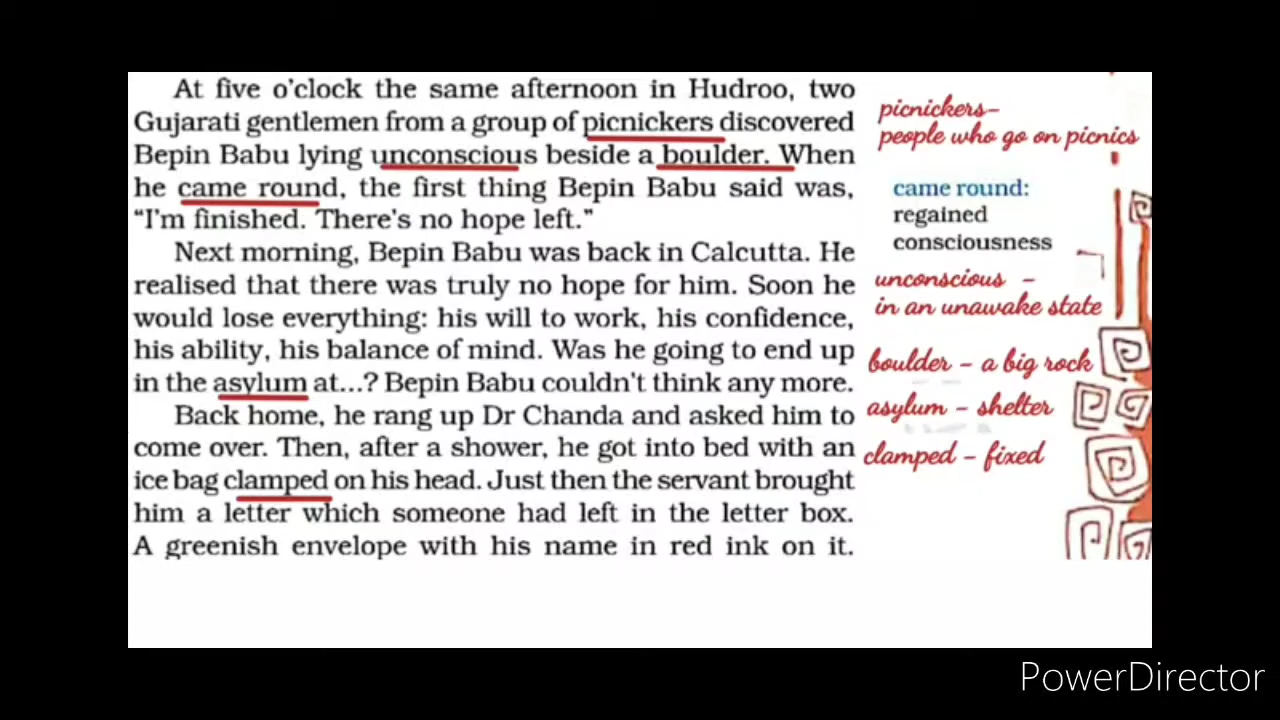 At five o'clock the same afternoon in Hudroo, two
Gujarati gentlemen from a group of picnickers discovered
Bepin Babu lying unconscious beside a boulder. When
he came round, the first thing Bepin Babu said was,
“I'm finished. There's no hope left.”
Next morning, Bepin Babu was back in Calcutta. He
realised that there was truly no hope for him. Soon he
would lose everything: his will to work, his confidence,
his ability, his balance of mind. Was he going to end up
in the asylum at...? Bepin Babu couldn't think any more.
Back home, he rang up Dr Chanda and asked him to
come over. Then, after a shower, he got into bed with an
ice bag clamped on his head. Just then the servant brought
him a letter which someone had left in the letter box.
A greenish envelope with his name in red ink on it.
picnickers–
people who go on picnics
came round:
regained
consciousness
unconscious –
in an unawake state
boulder – a big rock
asylum – shelter
clamped – fixed
PowerDirector